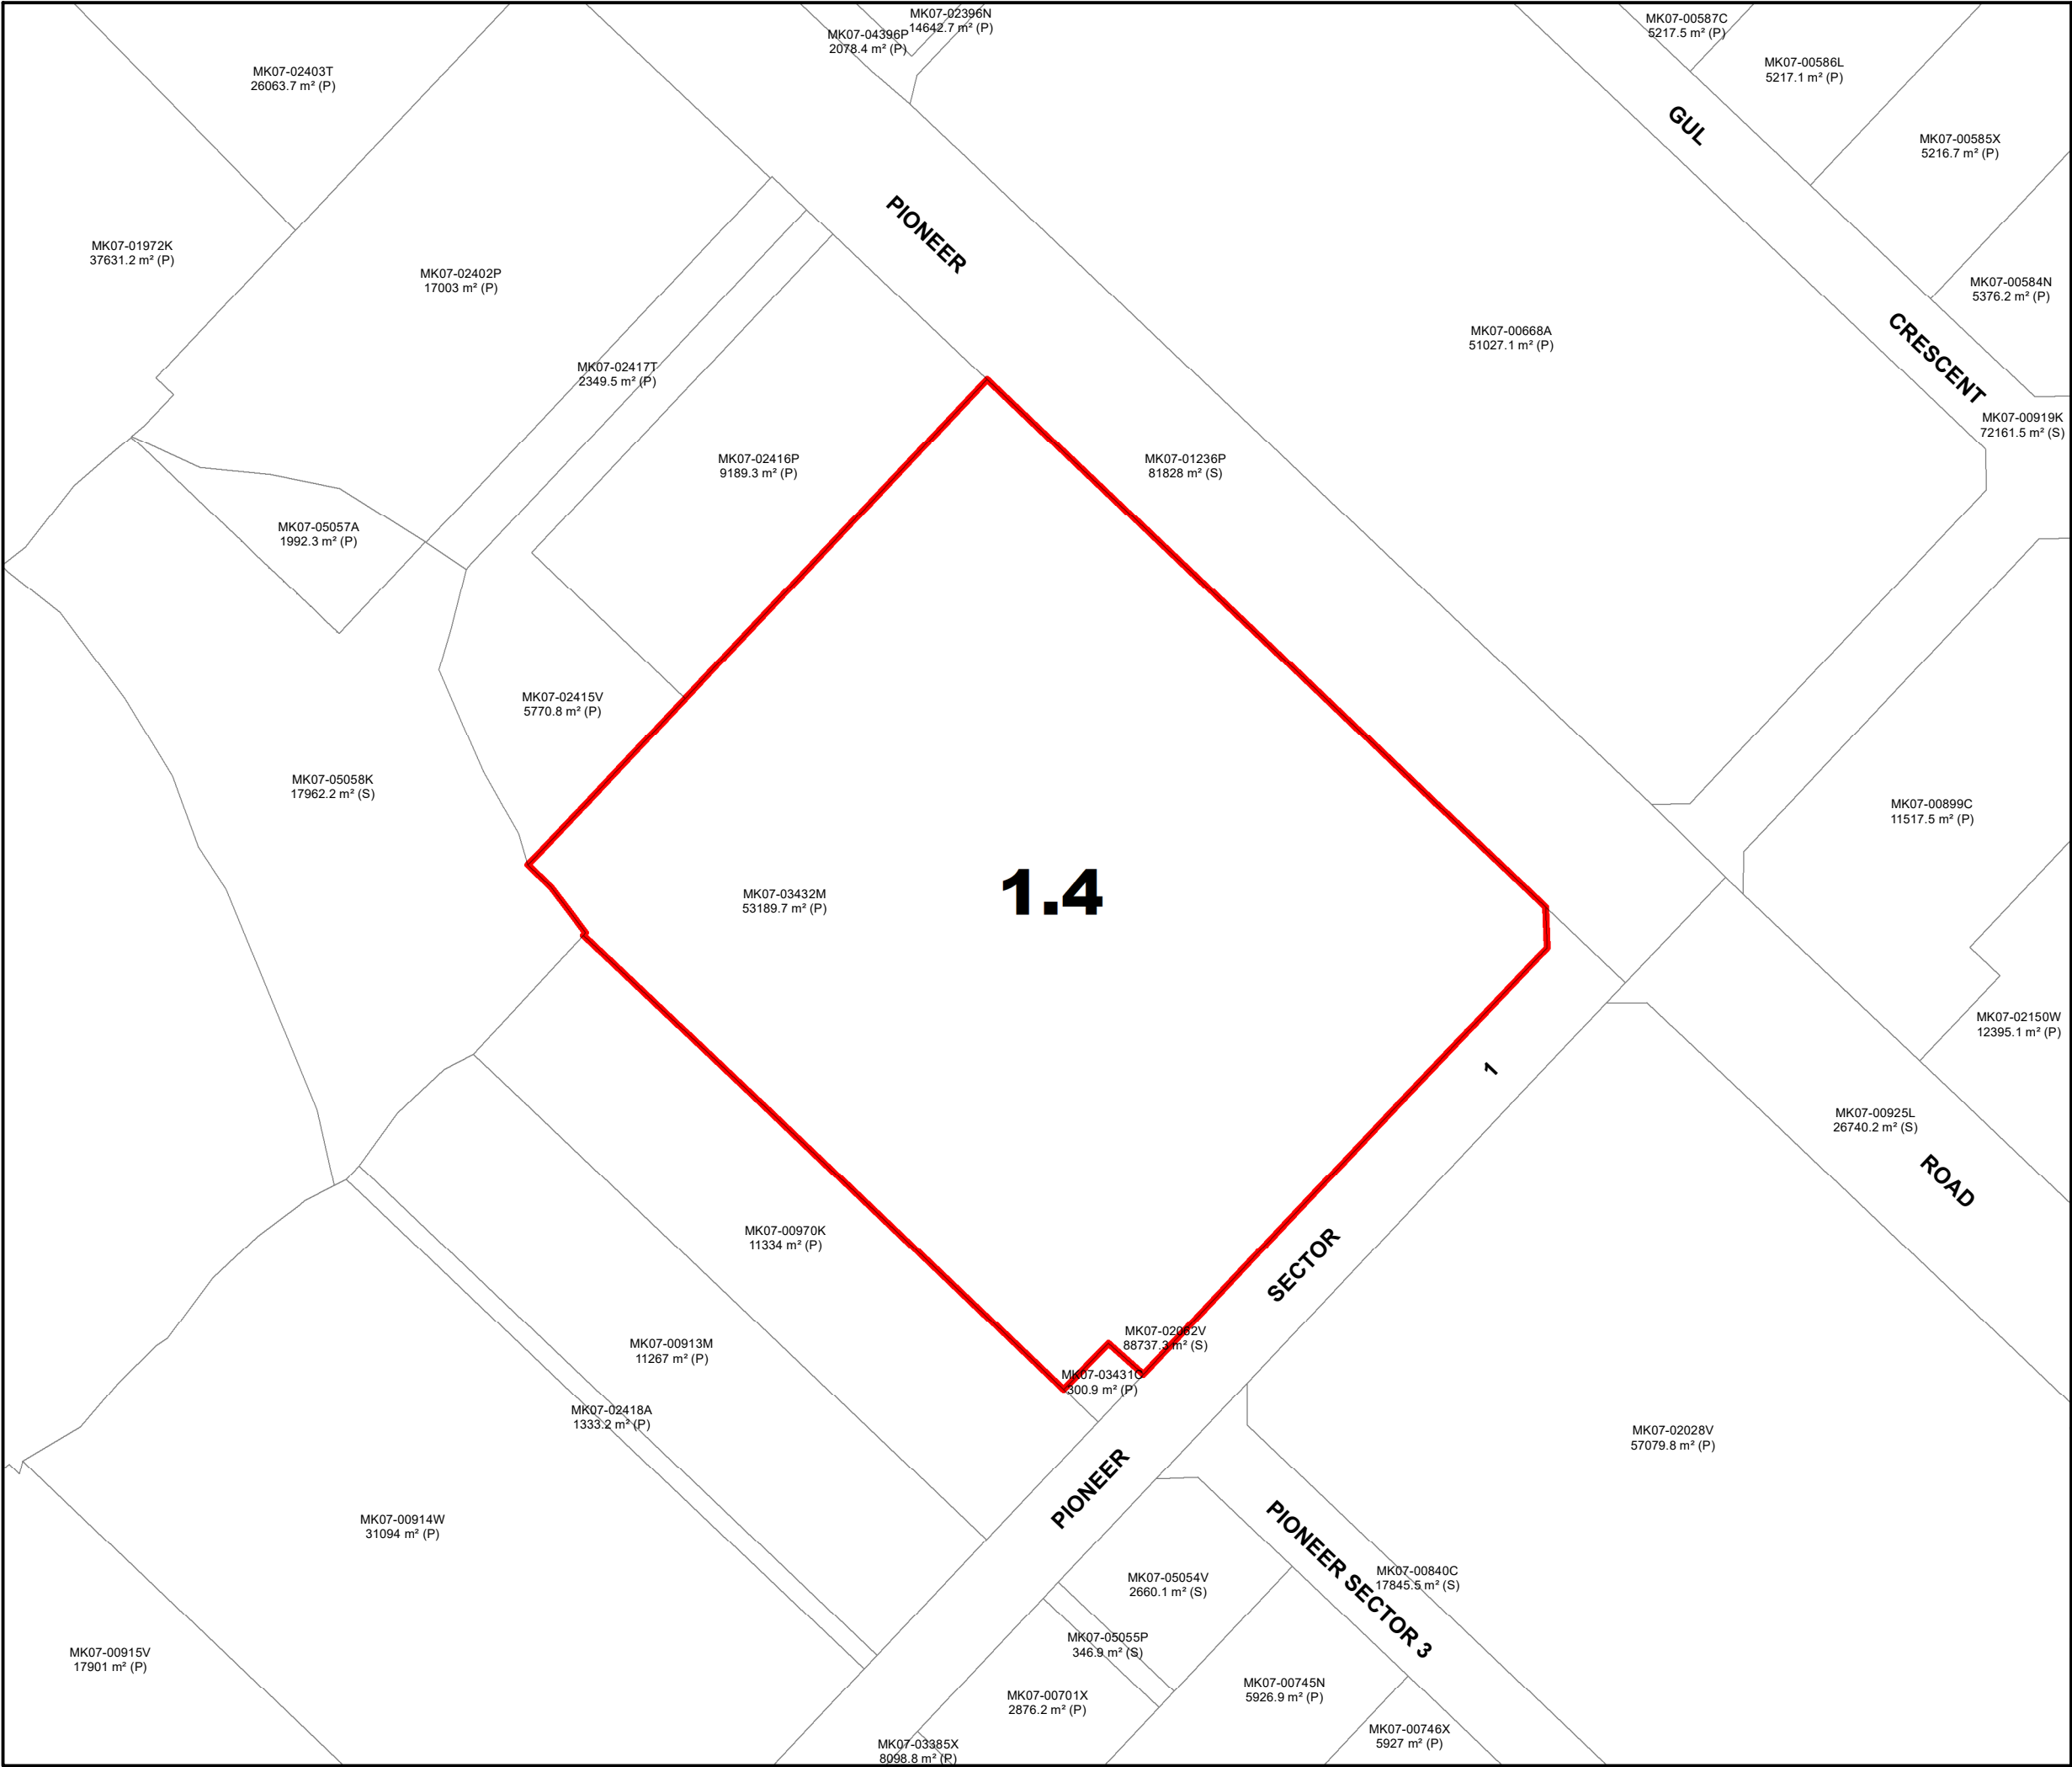 MK07-02396N
14642.7 m² (P)
MK07-04396P
2078.4 m² (P)
MK07-00587C
5217.5 m² (P)
MK07-00586L
5217.1 m² (P)
MK07-02403T
26063.7 m² (P)
GUL
MK07-00585X
5216.7 m² (P)
PIONEER
MK07-01972K
37631.2 m² (P)
MK07-02402P
17003 m² (P)
MK07-00584N
5376.2 m² (P)
MK07-00668A
51027.1 m² (P)
CRESCENT
MK07-02417T
2349.5 m² (P)
MK07-00919K
72161.5 m² (S)
MK07-02416P
9189.3 m² (P)
MK07-01236P
81828 m² (S)
MK07-05057A
1992.3 m² (P)
MK07-02415V
5770.8 m² (P)
MK07-05058K
17962.2 m² (S)
MK07-00899C
11517.5 m² (P)
MK07-03432M
53189.7 m² (P)
1.4
MK07-02150W
12395.1 m² (P)
1
MK07-00925L
26740.2 m² (S)
ROAD
MK07-00970K
11334 m² (P)
SECTOR
MK07-02062V
88737.3 m² (S)
MK07-00913M
11267 m² (P)
MK07-03431C
300.9 m² (P)
MK07-02418A
1333.2 m² (P)
MK07-02028V
57079.8 m² (P)
PIONEER
MK07-00914W
31094 m² (P)
PIONEER SECTOR 3
MK07-00840C
17845.5 m² (S)
MK07-05054V
2660.1 m² (S)
MK07-05055P
346.9 m² (S)
MK07-00915V
17901 m² (P)
MK07-00745N
5926.9 m² (P)
MK07-00701X
2876.2 m² (P)
MK07-00746X
5927 m² (P)
MK07-03385X
8098.8 m² (P)